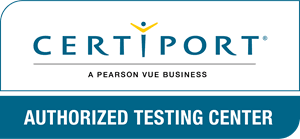 CERTIPORT®
A PEARSON VUE BUSINESS
AUTHORIZED TESTING CENTER